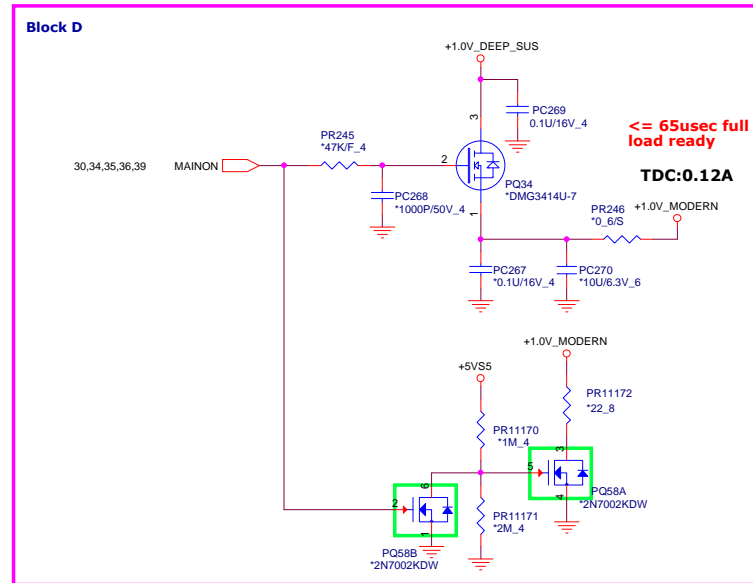 Block D
+1.0V_DEEP_SUS
3
PC269
0.1U/16V_4
<= 65usec full
load ready
PR245
*47K/F_4
30,34,35,36,39
MAINON
2
TDC:0.12A
PQ34
*DMG3414U-7
PC268
*1000P/50V_4
1
PR246
*0_6/S
+1.0V_MODERN
PC267
*0.1U/16V_4
PC270
*10U/6.3V_6
+1.0V_MODERN
+5VS5
PR11172
*22_8
PR11170
*1M_4
3
5
4
PQ58A
*2N7002KDW
6
2
1
PR11171
*2M_4
PQ58B
*2N7002KDW